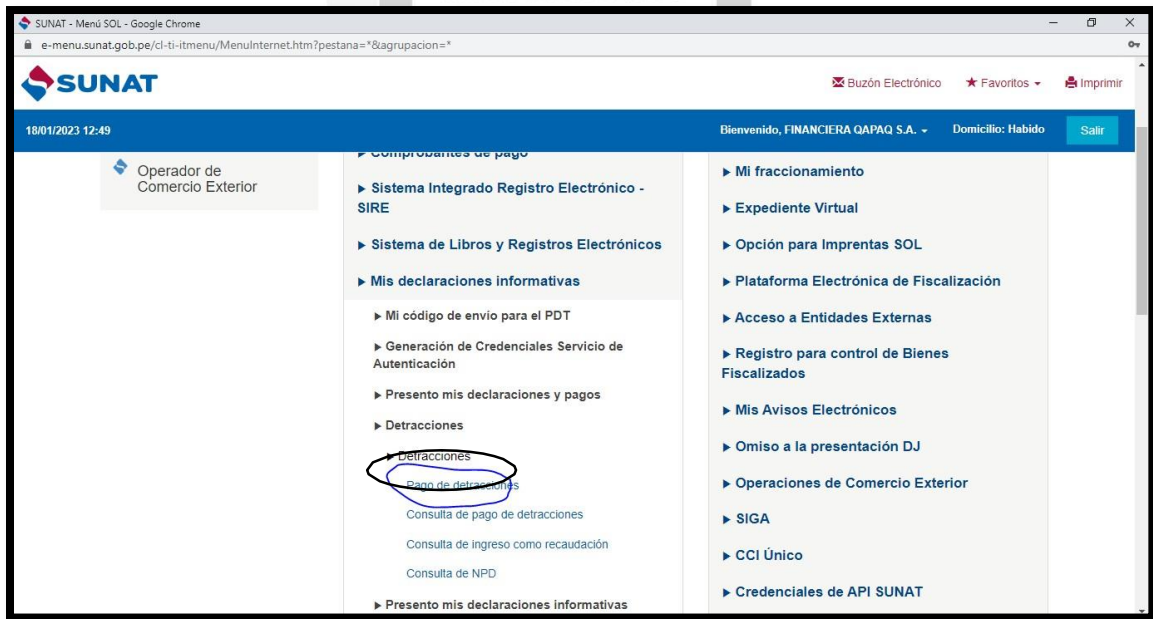 SUNAT - Menú SOL - Google Chrome
e-menu.sunat.gob.pe/cl-ti-itmenu/MenuInternet.htm?pestana=*&agrupacion=*
SUNAT
Buzón Electrónico
Favoritos
Imprimir
18/01/2023 12:49
Bienvenido, FINANCIERA QAPAQ S.A.
Domicilio: Habido
Salir
Operador de
Comercio Exterior
Comprobantes de pago
Sistema Integrado Registro Electrónico -
SIRE
Sistema de Libros y Registros Electrónicos
Mis declaraciones informativas
Mi código de envio para el PDT
Generación de Credenciales Servicio de
Autenticación
Presento mis declaraciones y pagos
Detracciones
Detracciones
Pago de detracciones
Consulta de pago de detracciones
Consulta de ingreso como recaudación
Consulta de NPD
Presento mis declaraciones informativas
Mi fraccionamiento
Expediente Virtual
Opción para Imprentas SOL
Plataforma Electrónica de Fiscalización
Acceso a Entidades Externas
Registro para control de Bienes
Fiscalizados
Mis Avisos Electrónicos
Omiso a la presentación DJ
Operaciones de Comercio Exterior
SIGA
CCI Único
Credenciales de API SUNAT